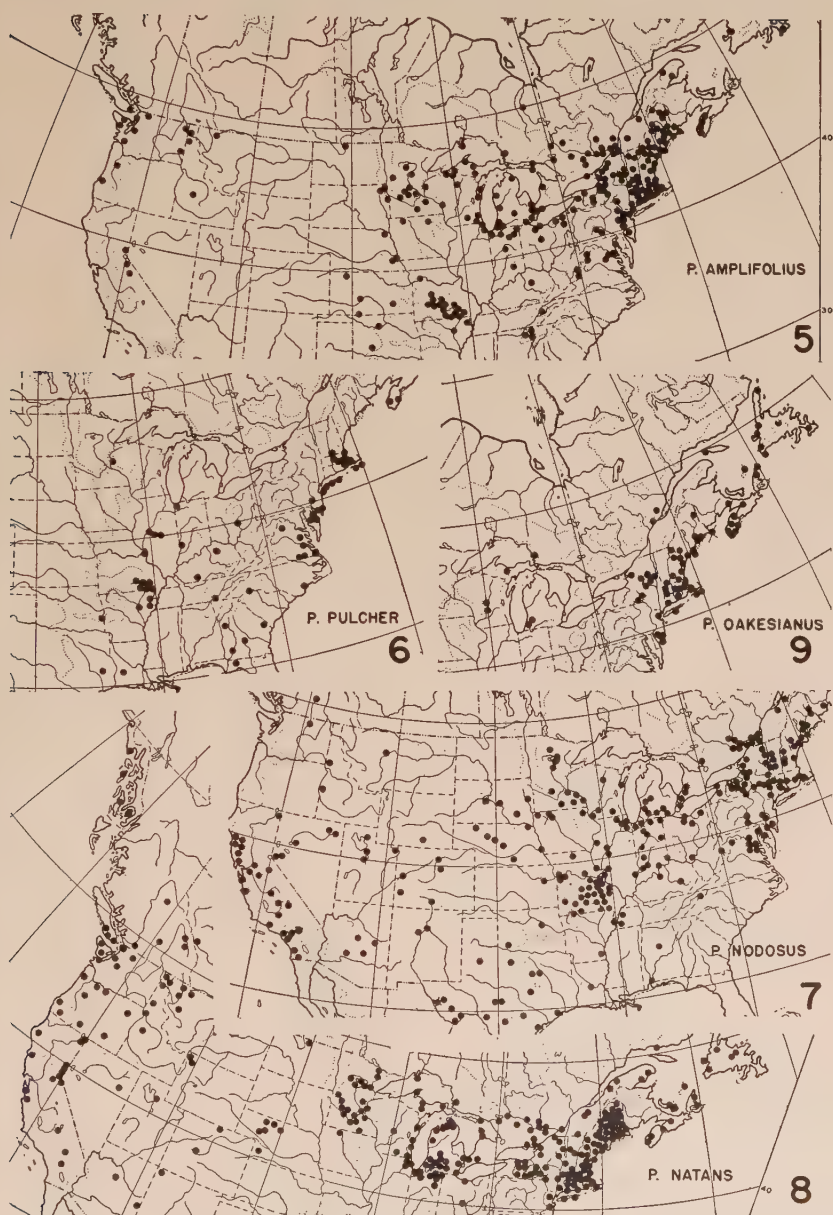 40
P. AMPLIFOLIUS
30
5
P. PULCHER
6
P. OAKESIANUS
9
P. NODOSUS
7
P. NATANS
8
40